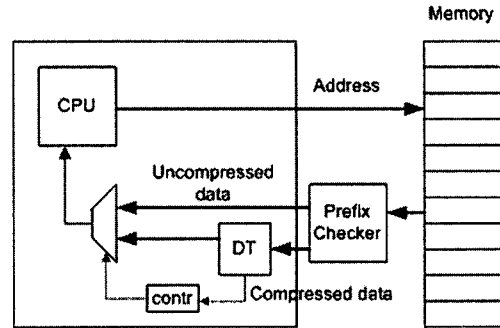 Memory
CPU
Address
Uncompressed
data
Prefix
Checker
DT
contr
Compressed data